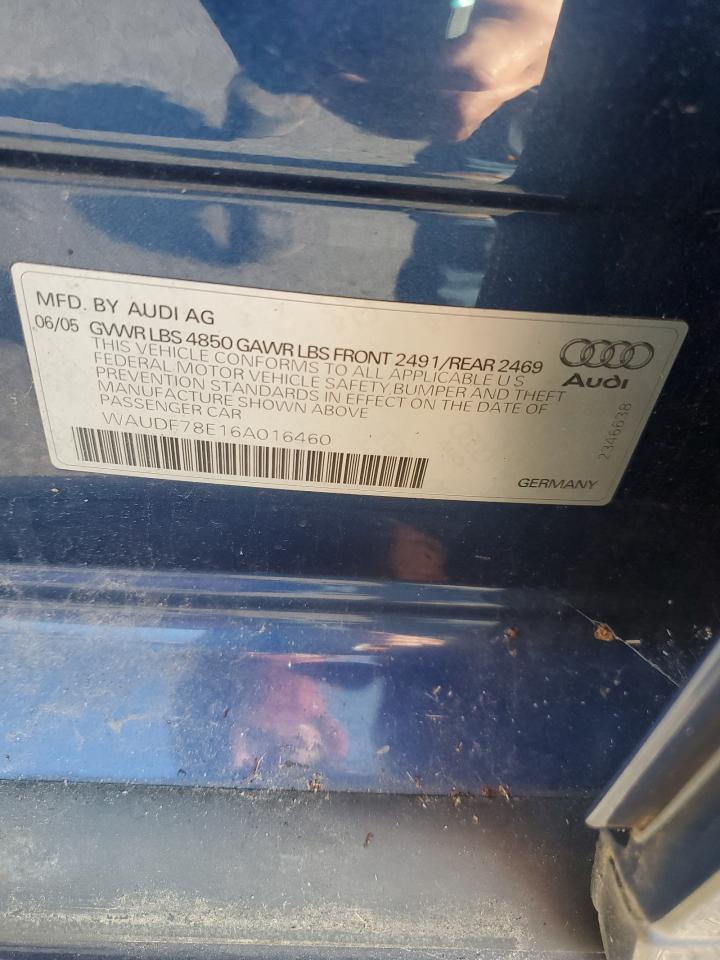 MFD. BY AUDI AG
06/05 GVWR LBS 4850 GAWR LBS FRONT 2491/REAR 2469
THIS VEHICLE CONFORMS TO ALL APPLICABLE U S
FEDERAL MOTOR VEHICLE SAFETY, BUMPER AND THEFT
PREVENTION STANDARDS IN EFFECT ON THE DATE OF
MANUFACTURE SHOWN ABOVE
PASSENGER CAR
WAUDF78E16A016460
Audi
2346638
GERMANY